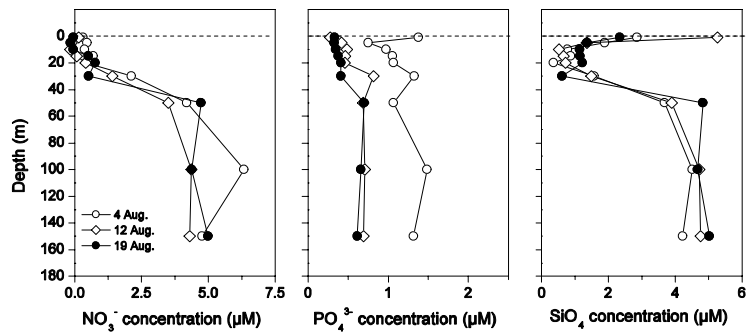 0
20
40
60
80
100
120
140
160
180
Depth (m)
4 Aug.
12 Aug.
19 Aug.
0.0 2.5 5.0 7.5
NO₃⁻ concentration (µM)
0 1 2
PO₄³⁻ concentration (µM)
0 2 4 6
SiO₄ concentration (µM)